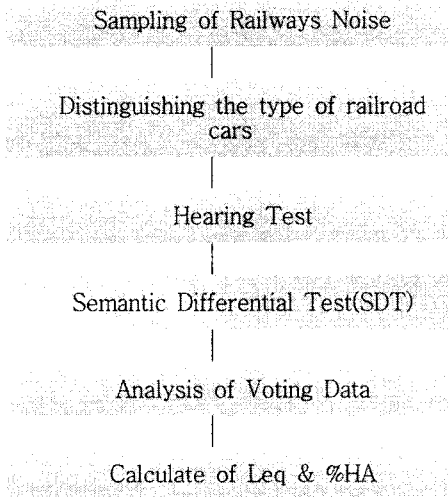 Sampling of Railways Noise
Distinguishing the type of railroad
cars
Hearing Test
Semantic Differential Test(SDT)
Analysis of Voting Data
Calculate of Leq & %HA